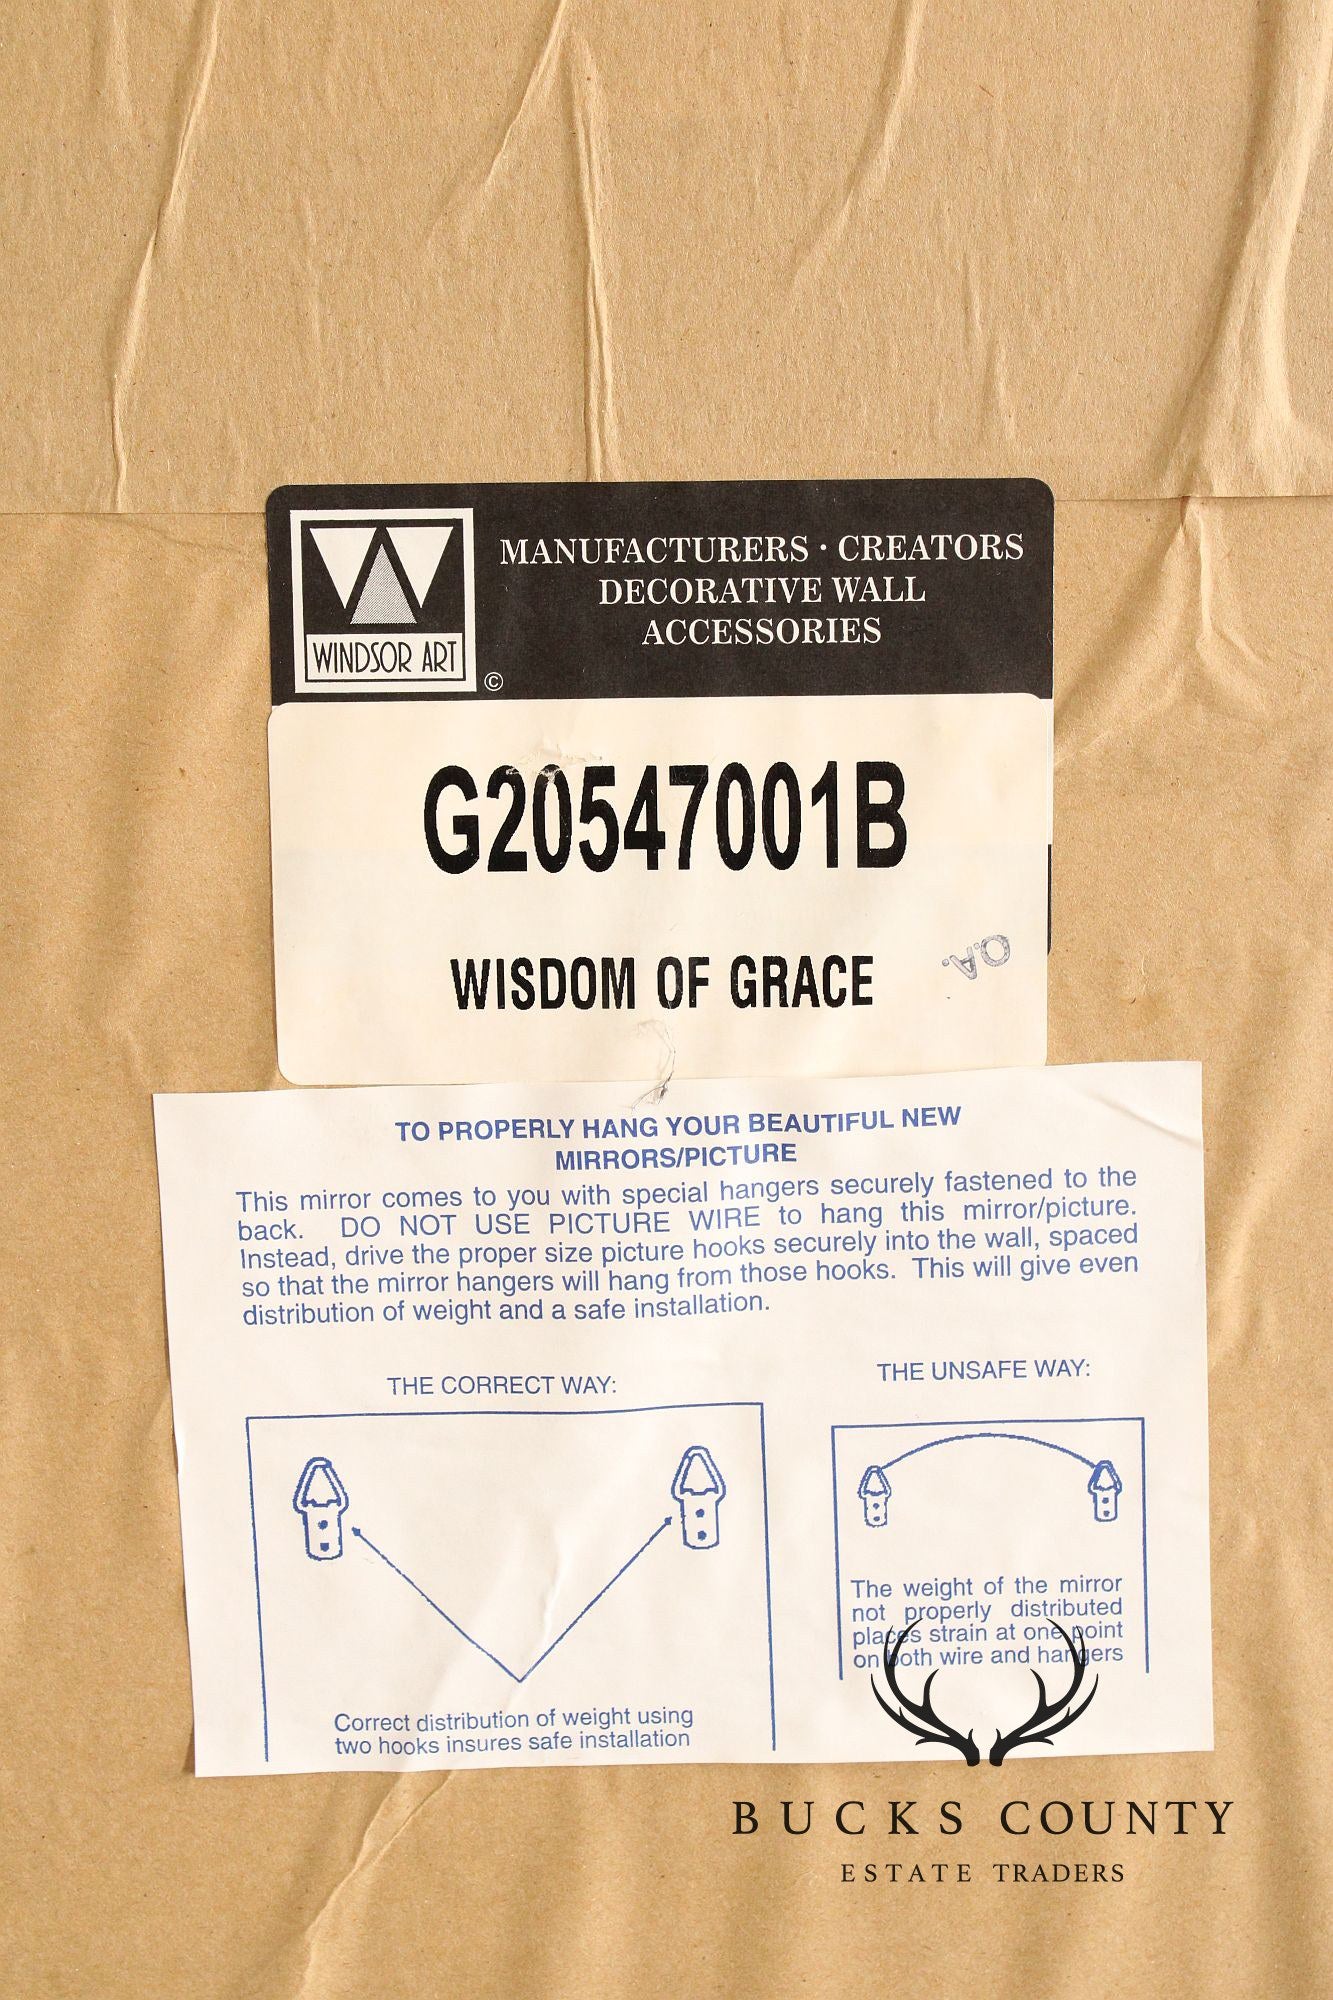 MANUFACTURERS · CREATORS
DECORATIVE WALL
ACCESSORIES
WINDSOR ART
©
G20547001B
WISDOM OF GRACE
Q.A.
TO PROPERLY HANG YOUR BEAUTIFUL NEW
MIRRORS/PICTURE
This mirror comes to you with special hangers securely fastened to the
back. DO NOT USE PICTURE WIRE to hang this mirror/picture.
Instead, drive the proper size picture hooks securely into the wall, spaced
so that the mirror hangers will hang from those hooks. This will give even
distribution of weight and a safe installation.
THE CORRECT WAY:
Correct distribution of weight using
two hooks insures safe installation
THE UNSAFE WAY:
The weight of the mirror
not properly distributed
places strain at one point
on both wire and hangers
BUCKS COUNTY
ESTATE TRADERS